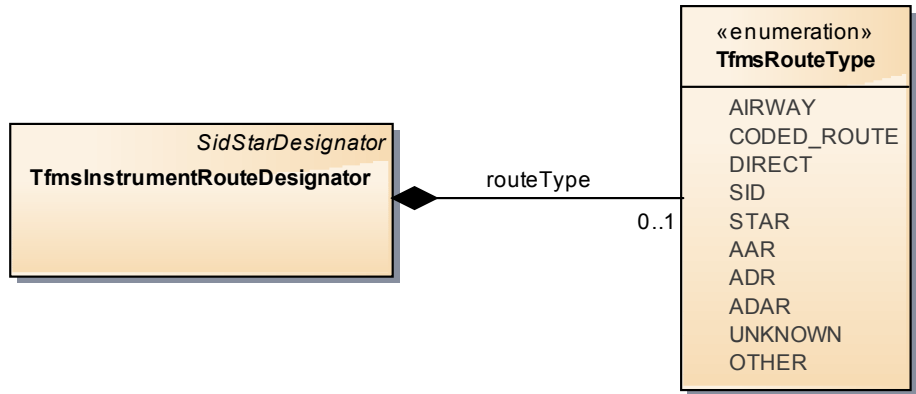 SidStarDesignator
TfmsInstrumentRouteDesignator
routeType
0..1
«enumeration»
TfmsRouteType
AIRWAY
CODED_ROUTE
DIRECT
SID
STAR
AAR
ADR
ADAR
UNKNOWN
OTHER